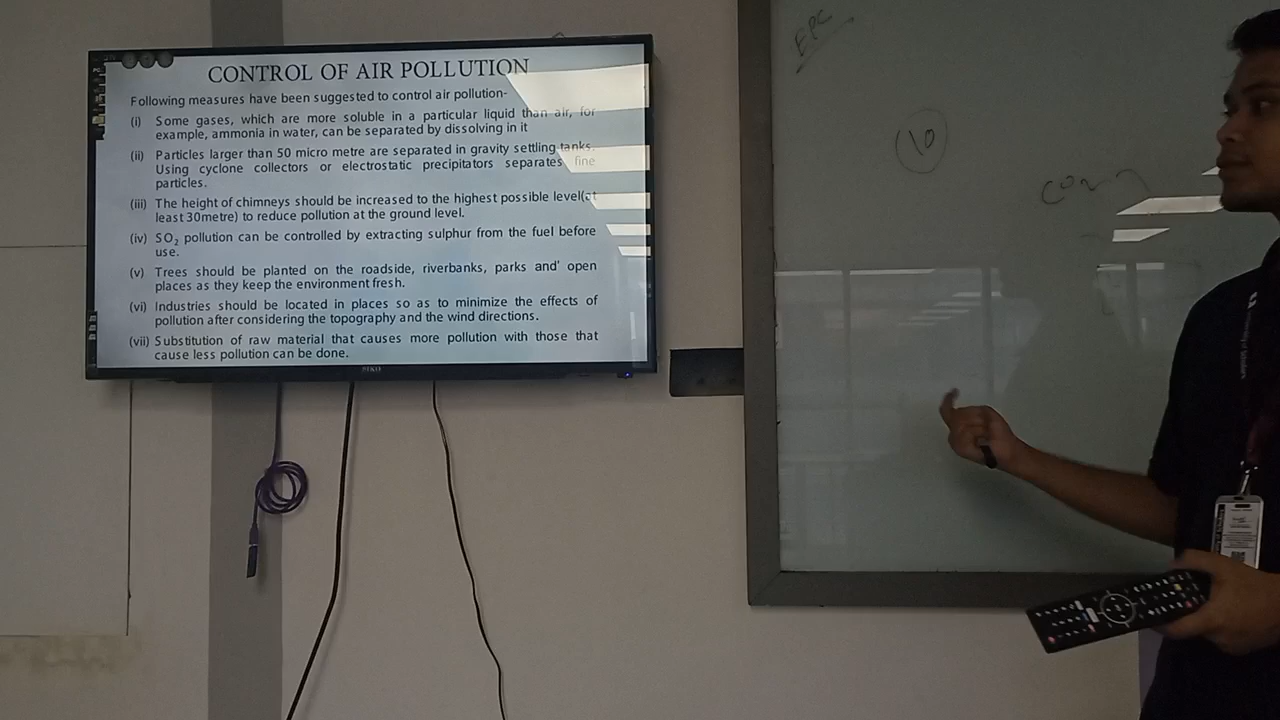 CONTROL OF AIR POLLUTION
Following measures have been suggested to control air pollution-
(i) Some gases, which are more soluble in a particular liquid than air, for
example, ammonia in water, can be separated by dissolving in it
(ii) Particles larger than 50 micro metre are separated in gravity settling tanks.
Using cyclone collectors or electrostatic precipitators separates fine
particles.
(iii) The height of chimneys should be increased to the highest possible level(at
least 30metre) to reduce pollution at the ground level.
(iv) SO₂ pollution can be controlled by extracting sulphur from the fuel before
use.
(v) Trees should be planted on the roadside, riverbanks, parks and' open
places as they keep the environment fresh.
(vi) Industries should be located in places so as to minimize the effects of
pollution after considering the topography and the wind directions.
(vii) Substitution of raw material that causes more pollution with those that
cause less pollution can be done.
EPC
10